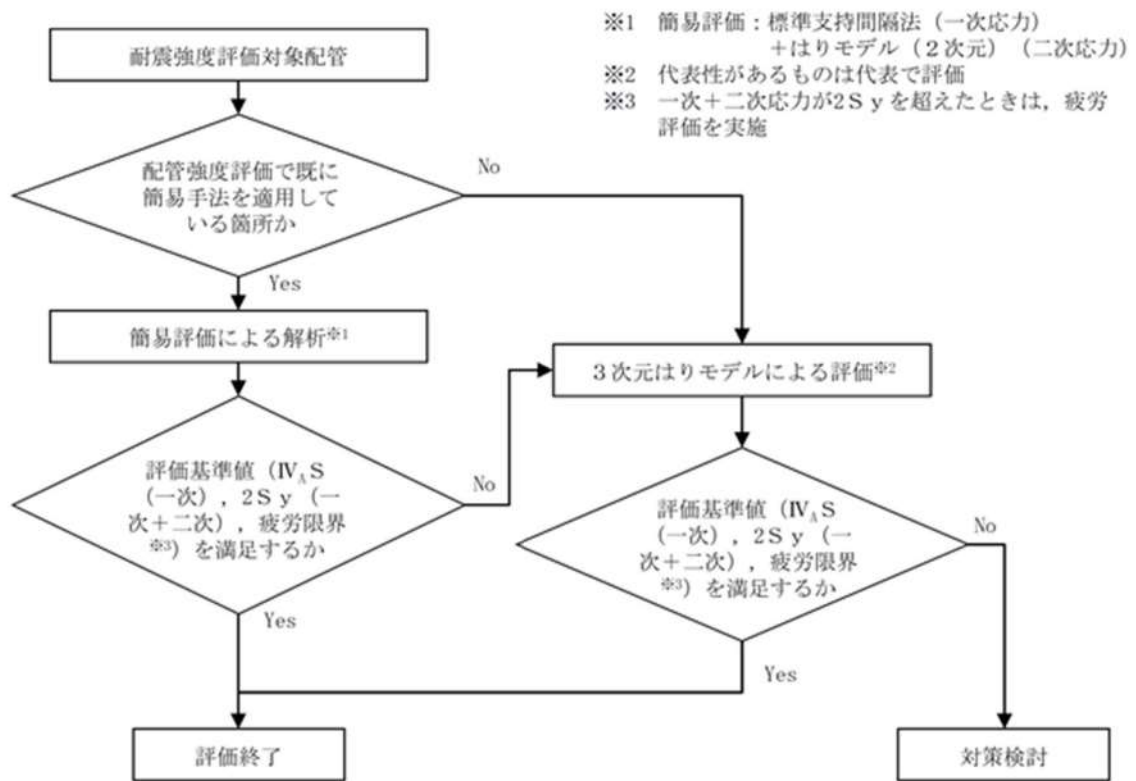 ※1 簡易評価：標準支持間隔法（一次応力）
＋はりモデル（２次元）（二次応力）
※2 代表性があるものは代表で評価
※3 一次＋二次応力が2Ｓｙを超えたときは，疲労
評価を実施
耐震強度評価対象配管
配管強度評価で既に
簡易手法を適用して
いる箇所か
No
Yes
簡易評価による解析※1
３次元はりモデルによる評価※2
評価基準値（ⅣAＳ
（一次），2Ｓｙ（一
次＋二次），疲労限界
※3）を満足するか
No
Yes
評価基準値（ⅣAＳ
（一次），2Ｓｙ（一
次＋二次），疲労限界
※3）を満足するか
No
Yes
評価終了
対策検討